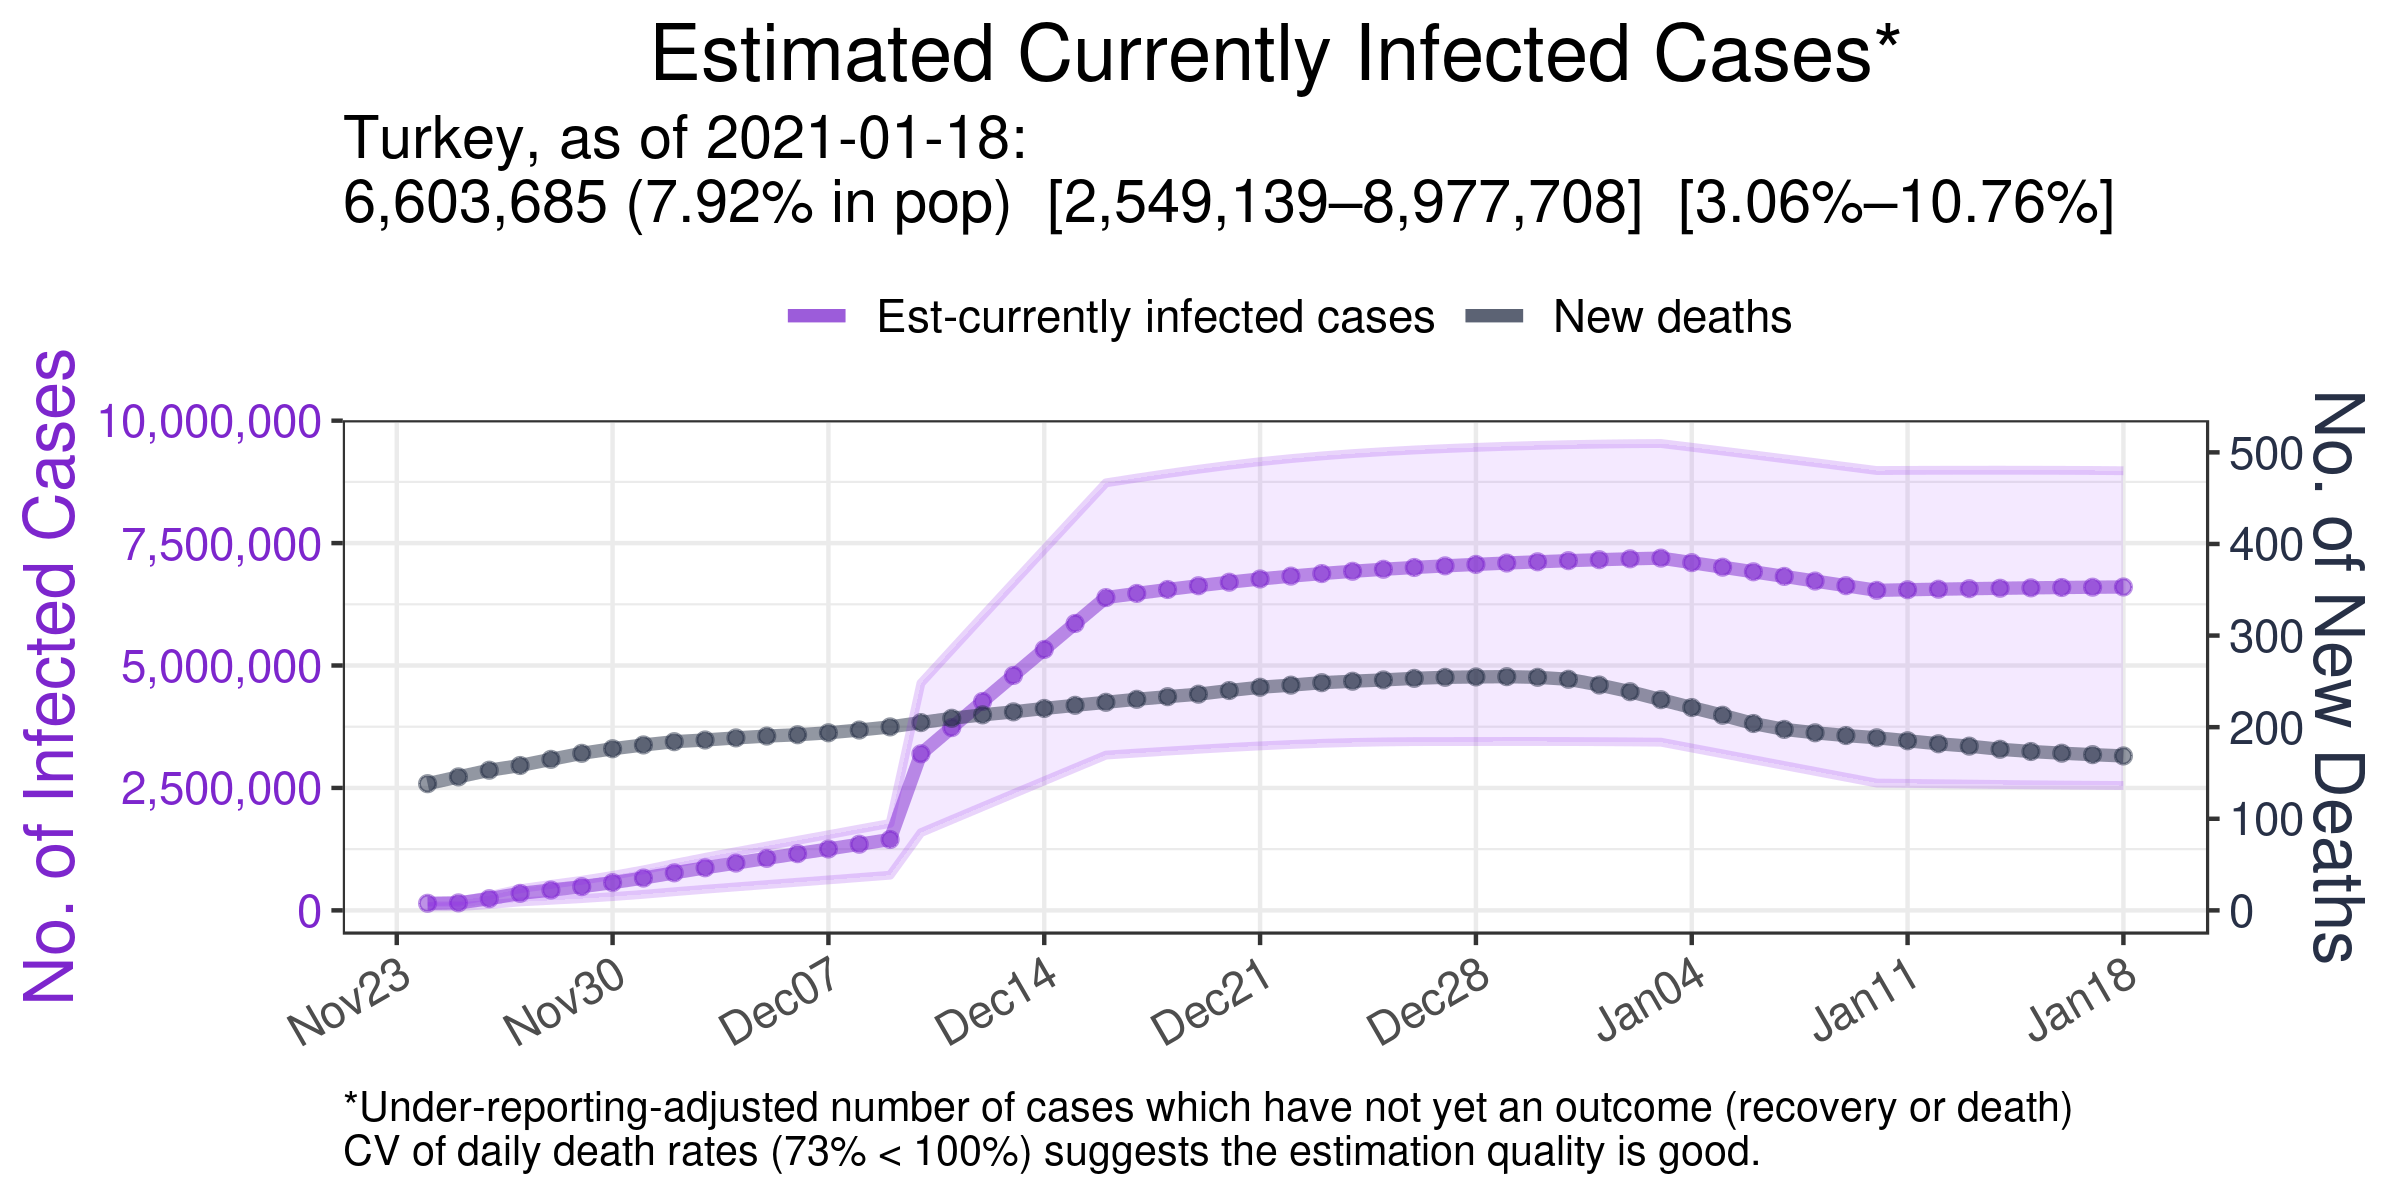 Estimated Currently Infected Cases*
Turkey, as of 2021-01-18:
6,603,685 (7.92% in pop)  [2,549,139–8,977,708]  [3.06%–10.76%]
Est-currently infected cases
New deaths
No. of Infected Cases
10,000,000
7,500,000
5,000,000
2,500,000
0
500
400
300
200
100
0
No. of New Deaths
Nov23
Nov30
Dec07
Dec14
Dec21
Dec28
Jan04
Jan11
Jan18
*Under-reporting-adjusted number of cases which have not yet an outcome (recovery or death)
CV of daily death rates (73% < 100%) suggests the estimation quality is good.